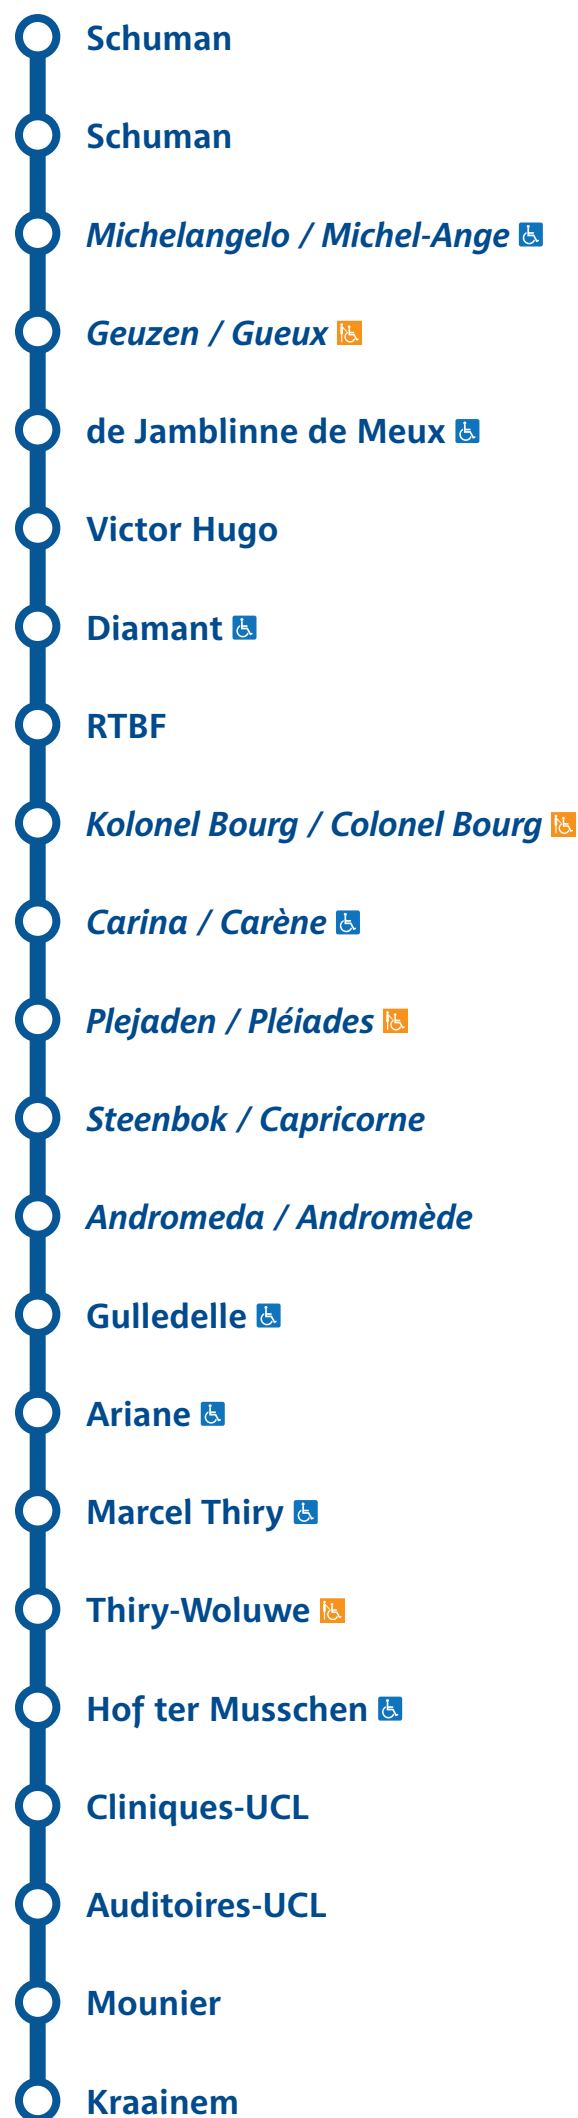 Schuman
Schuman
Michelangelo / Michel-Ange
Geuzen / Gueux
de Jamblinne de Meux
Victor Hugo
Diamant
RTBF
Kolonel Bourg / Colonel Bourg
Carina / Carène
Plejaden / Pléiades
Steenbok / Capricorne
Andromeda / Andromède
Gulledelle
Ariane
Marcel Thiry
Thiry-Woluwe
Hof ter Musschen
Cliniques-UCL
Auditoires-UCL
Mounier
Kraainem